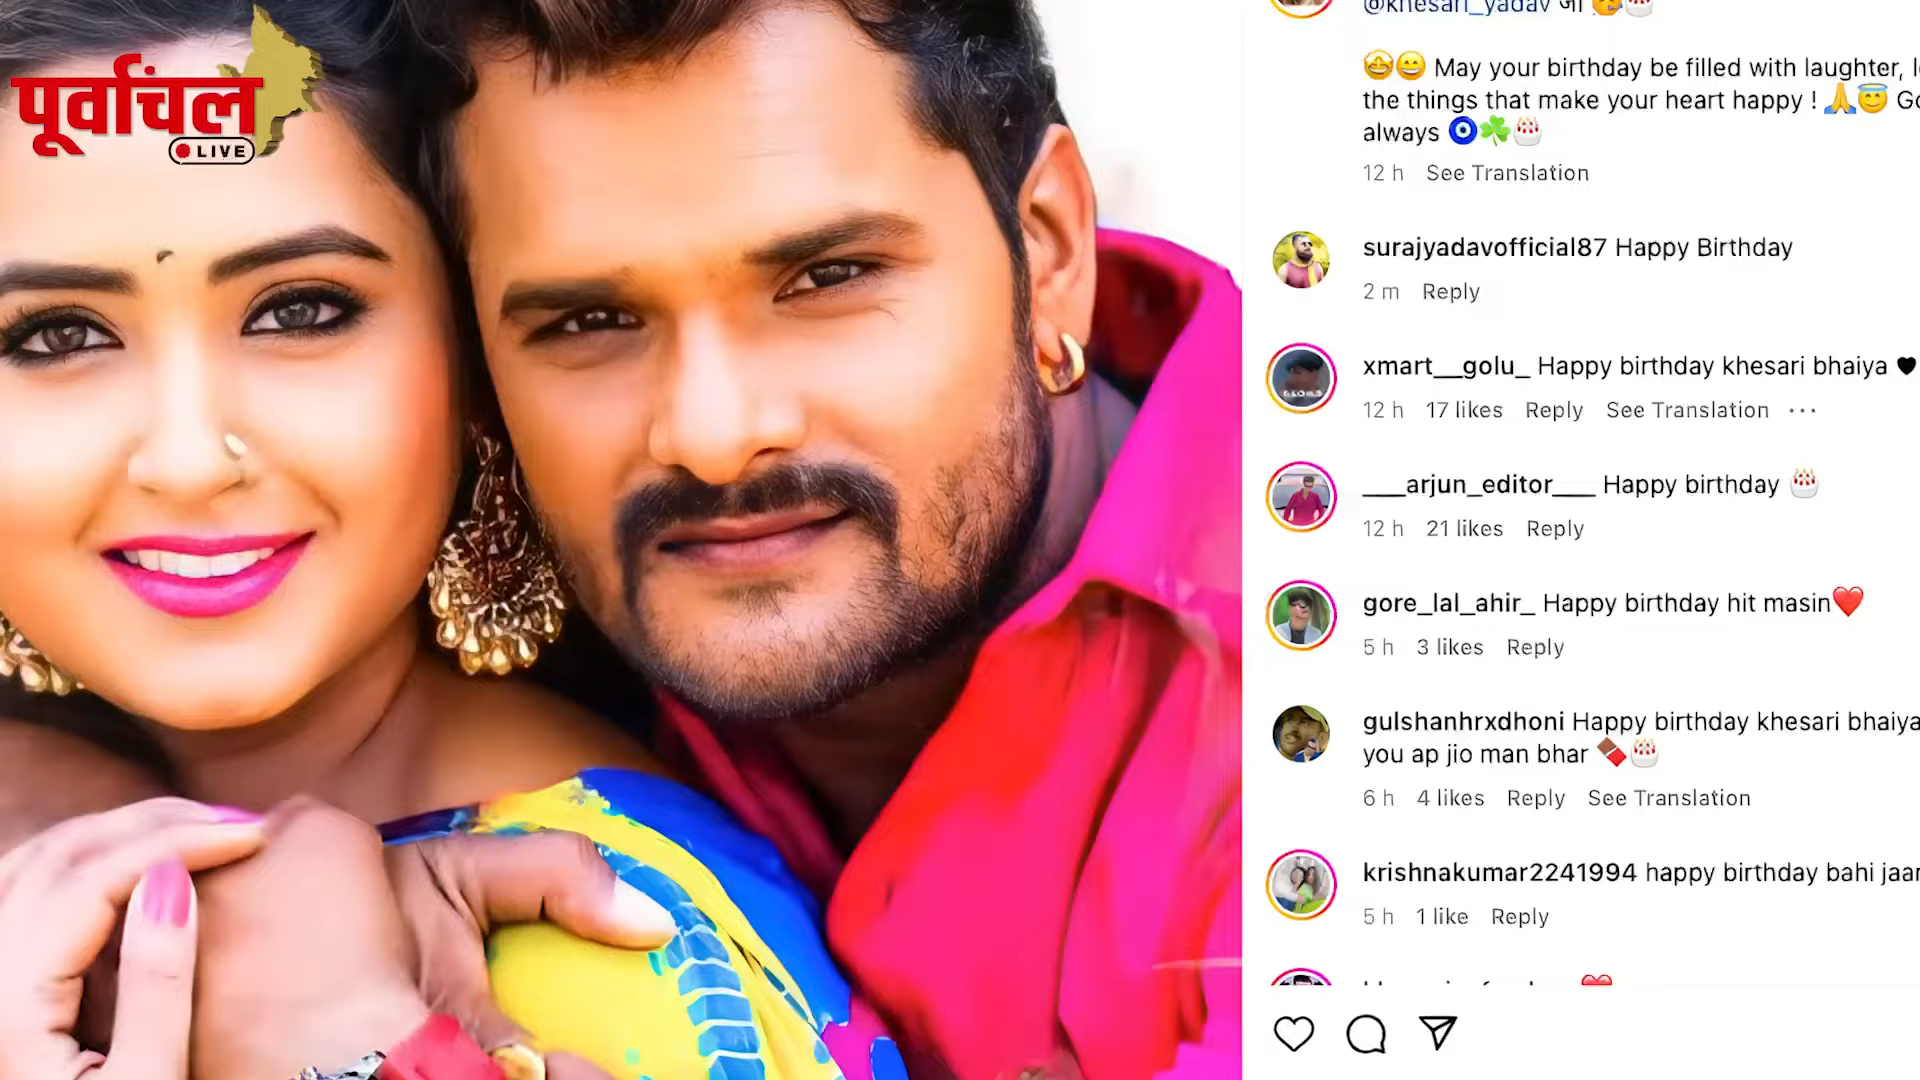 पूर्वांचल
LIVE
@khesari_yadav जी 🥳🎂
🤩😄 May your birthday be filled with laughter,
the things that make your heart happy ! 🙏😇
always 🧿☘️🎂
12 h See Translation
surajyadavofficial87 Happy Birthday
2 m Reply
xmart__golu_ Happy birthday khesari bhaiya 🖤
12 h 17 likes Reply See Translation ···
___arjun_editor___ Happy birthday 🎂
12 h 21 likes Reply
gore_lal_ahir_ Happy birthday hit masin❤️
5 h 3 likes Reply
gulshanhrxdhoni Happy birthday khesari bhaiya
you ap jio man bhar 🍫🎂
6 h 4 likes Reply See Translation
krishnakumar2241994 happy birthday bahi jaan
5 h 1 like Reply